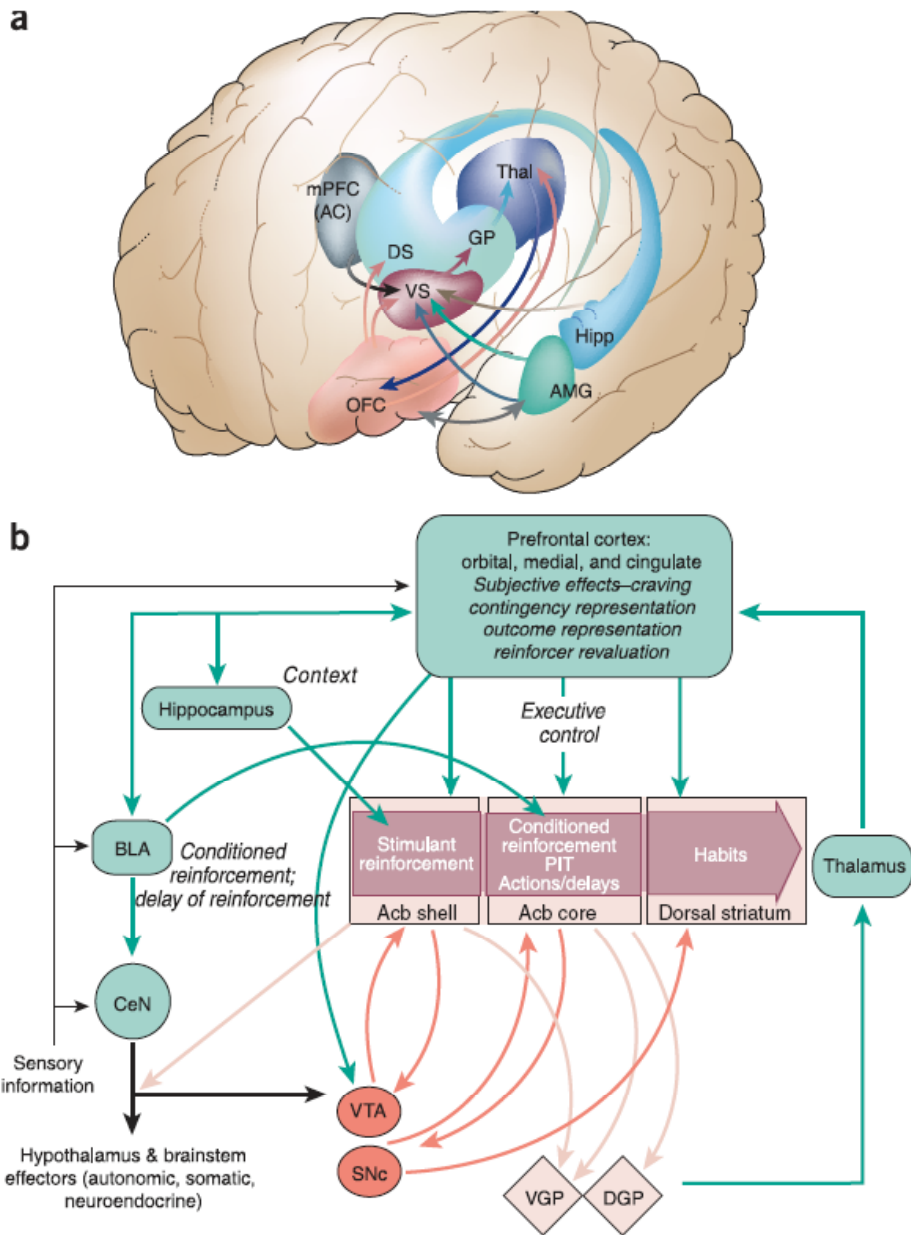 a
mPFC
(AC)
Thal
DS
GP
VS
Hipp
AMG
OFC
b
Prefrontal cortex:
orbital, medial, and cingulate
Subjective effects–craving
contingency representation
outcome representation
reinforcer revaluation
Context
Hippocampus
Executive
control
BLA
Conditioned
reinforcement;
delay of reinforcement
Stimulant
reinforcement
Conditioned
reinforcement
PIT
Actions/delays
Habits
Thalamus
Acb shell
Acb core
Dorsal striatum
CeN
Sensory
information
VTA
SNc
Hypothalamus & brainstem
effectors (autonomic, somatic,
neuroendocrine)
VGP
DGP